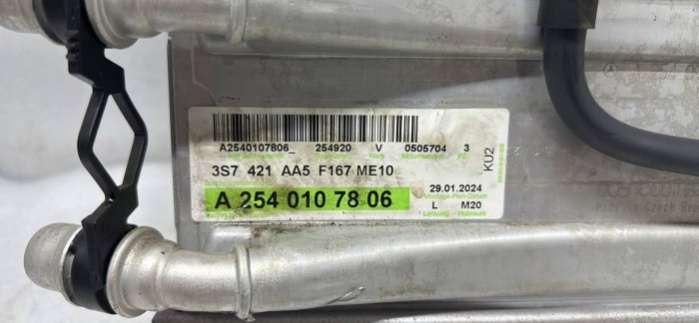 A2540107806_ 254920 V 0505704 3
3S7 421 AA5 F167 ME10
KU2
A 254 010 78 06
29.01.2024
L M20